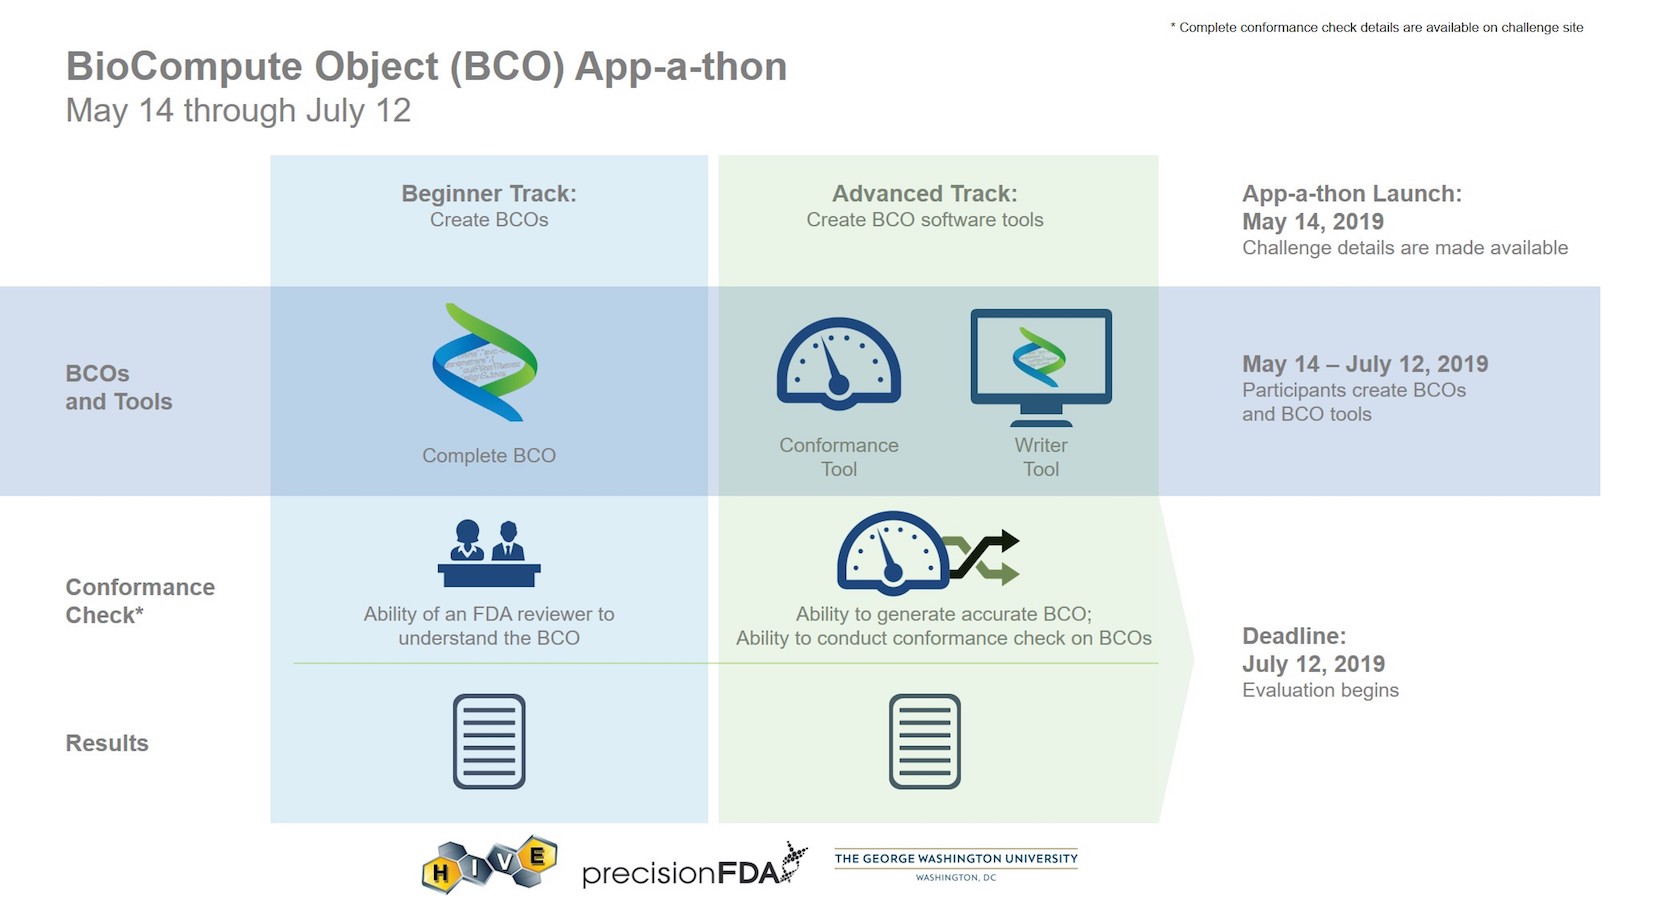 * Complete conformance check details are available on challenge site
BioCompute Object (BCO) App-a-thon
May 14 through July 12
Beginner Track:
Create BCOs
Advanced Track:
Create BCO software tools
App-a-thon Launch:
May 14, 2019
Challenge details are made available
BCOs
and Tools
Complete BCO
Conformance
Tool
Writer
Tool
May 14 – July 12, 2019
Participants create BCOs
and BCO tools
Conformance
Check*
Ability of an FDA reviewer to
understand the BCO
Ability to generate accurate BCO;
Ability to conduct conformance check on BCOs
Deadline:
July 12, 2019
Evaluation begins
Results
HIVE
precisionFDA
THE GEORGE WASHINGTON UNIVERSITY
WASHINGTON, DC